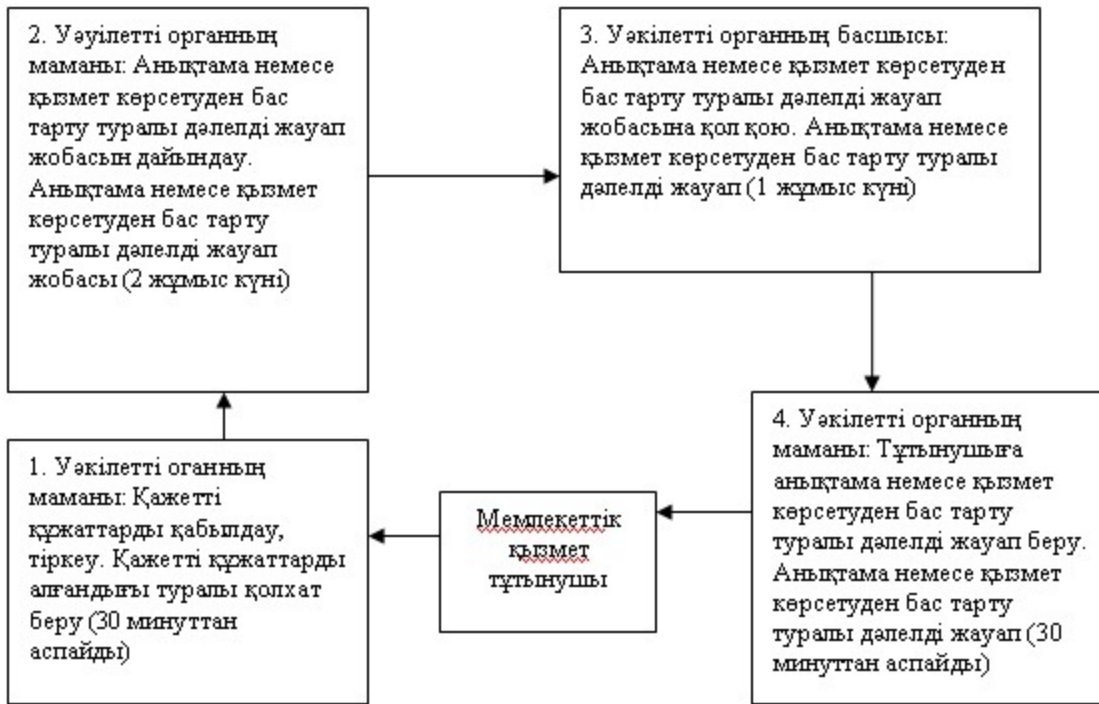 2. Уәуілетті органның
маманы: Анықтама немесе
қызмет көрсетуден бас
тарту туралы дәлелді жауап
жобасын дайындау.
Анықтама немесе қызмет
көрсетуден бас тарту
туралы дәлелді жауап
жобасы (2 жұмыс күні)
3. Уәкілетті органның басшысы:
Анықтама немесе қызмет көрсетуден
бас тарту туралы дәлелді жауап
жобасына қол қою. Анықтама немесе
қызмет көрсетуден бас тарту туралы
дәлелді жауап (1 жұмыс күні)
1. Уәкілетті оганның
маманы: Қажетті
құжаттарды қабылдау,
тіркеу. Қажетті құжаттарды
алғандығы туралы қолхат
беру (30 минуттан
аспайды)
Мемлекеттік
қызмет
тұтынушы
4. Уәкілетті органның
маманы: Тұтынушыға
анықтама немесе қызмет
көрсетуден бас тарту
туралы дәлелді жауап беру.
Анықтама немесе қызмет
көрсетуден бас тарту
туралы дәлелді жауап (30
минуттан аспайды)